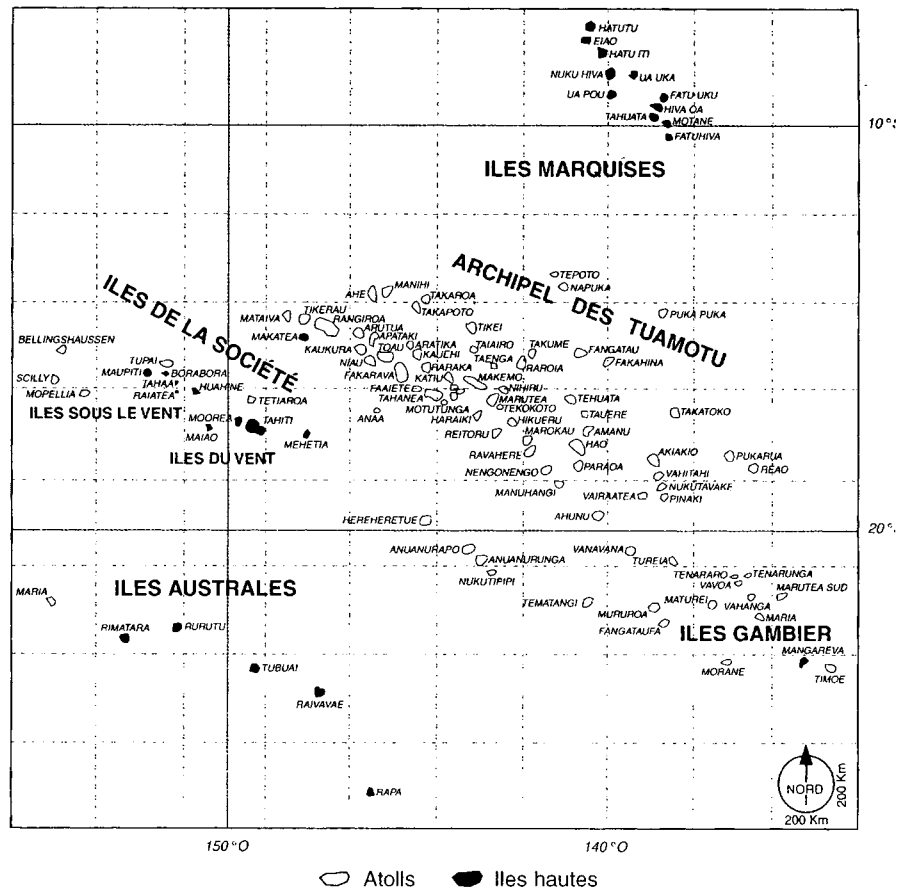 HATUTU
EIAO
HATU ITI
NUKU HIVA
UA UKA
UA POU
FATU UKU
HIVA OA
TAHUATA
MOTANE
FATUHIVA
10°
ILES MARQUISES
ARCHIPEL DES TUAMOTU
TEPOTO
NAPUKA
PUKA PUKA
ILES DE LA SOCIÉTÉ
MANIHI
AHE
TAKAROA
TAKAPOTO
TIKERAU
MATAIVA
RANGIROA
MAKATEA
ARUTUA
APATAKI
TIKEI
KAUKURA
TOAU
ARATIKA
KAUEHI
TAIARO
TAKUME
TAENGA
RAROIA
FANGATAU
FAKAHINA
NIAU
FAKARAVA
RARAKA
KATIU
MAKEMO
FAAIETE
TAHANEA
NIHIRU
MARUTEA
MOTUTUNGA
TEKOKOTO
TEHUATA
TAUERE
TAKATOKO
ANAA
HARAIKI
HIKUERU
REITORU
MAROKAU
AMANU
HAO
RAVAHERE
NENGONENGO
PARAOA
AKIAKIO
PUKARUA
REAO
VAHITAHI
NUKUTAVAKE
PINAKI
MANUHANGI
VAIRAATEA
AHUNU
HEREHERETUE
BELLINGSHAUSSEN
TUPAI
MAUPITI
BORABORA
TAHAA
HUAHINE
RAIATEA
SCILLY
MOPELLIA
ILES SOUS LE VENT
TETIAROA
MOOREA
TAHITI
MAIAO
MEHETIA
ILES DU VENT
20°
ANUANURAPO
ANUANURUNGA
NUKUTIPIPI
VANAVANA
TUREIA
TENARARO
TENARUNGA
VAVOA
MARUTEA SUD
TEMATANGI
MURUROA
MATUREI
VAHANGA
MARIA
FANGATAUFA
ILES GAMBIER
MANGAREVA
MORANE
TIMOE
ILES AUSTRALES
MARIA
RIMATARA
RURUTU
TUBUAI
RAIVAVAE
RAPA
NORD
200 Km
200 Km
150°O
140°O
Atolls
Iles hautes